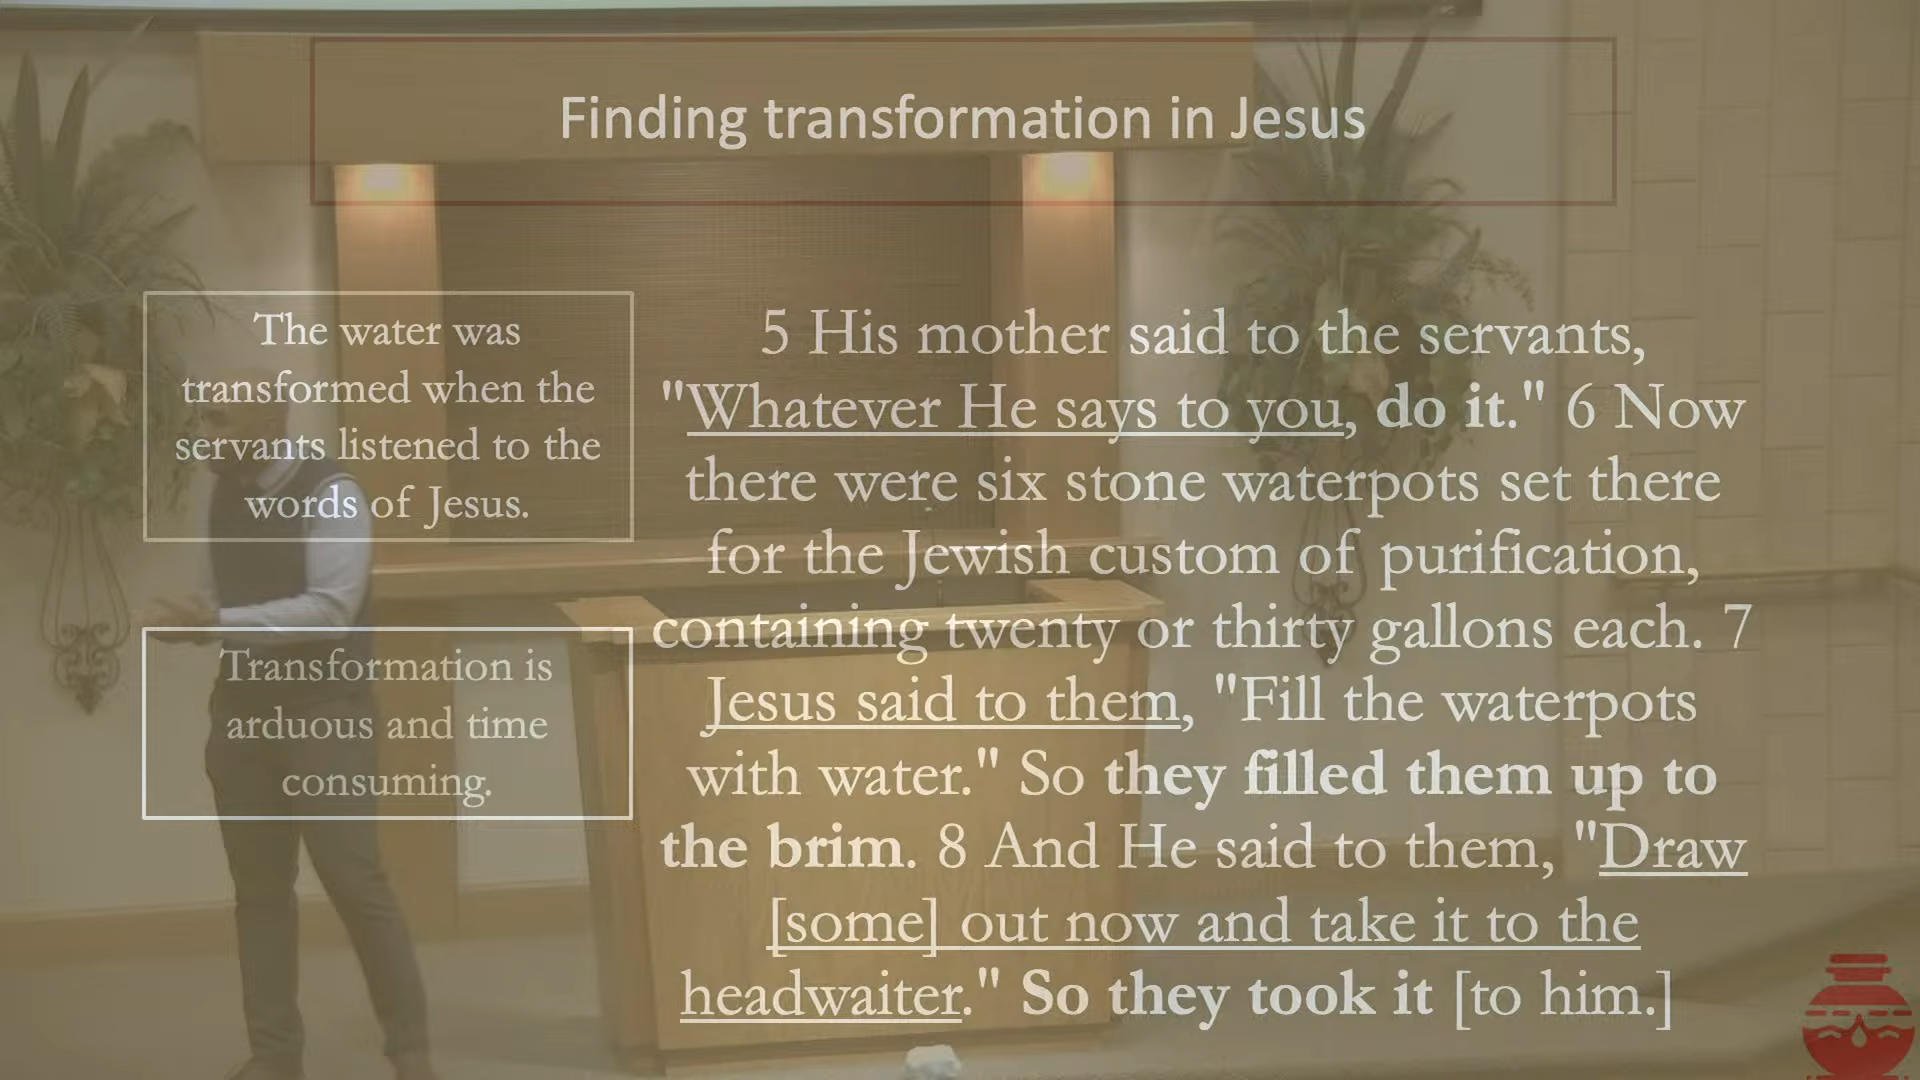 Finding transformation in Jesus
The water was
transformed when the
servants listened to the
words of Jesus.
Transformation is
arduous and time
consuming.
5 His mother said to the servants,
"Whatever He says to you, do it." 6 Now
there were six stone waterpots set there
for the Jewish custom of purification,
containing twenty or thirty gallons each. 7
Jesus said to them, "Fill the waterpots
with water." So they filled them up to
the brim. 8 And He said to them, "Draw
[some] out now and take it to the
headwaiter." So they took it [to him.]